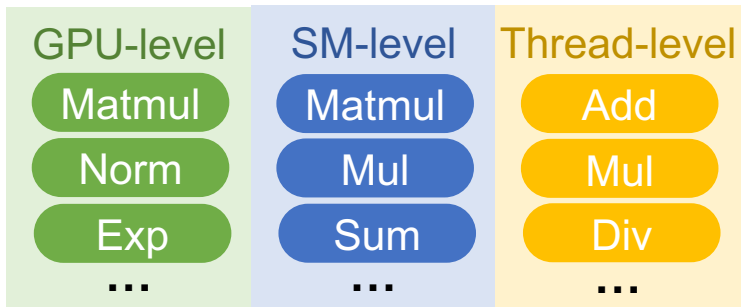 GPU-level
Matmul
Norm
Exp
...
SM-level
Matmul
Mul
Sum
...
Thread-level
Add
Mul
Div
...